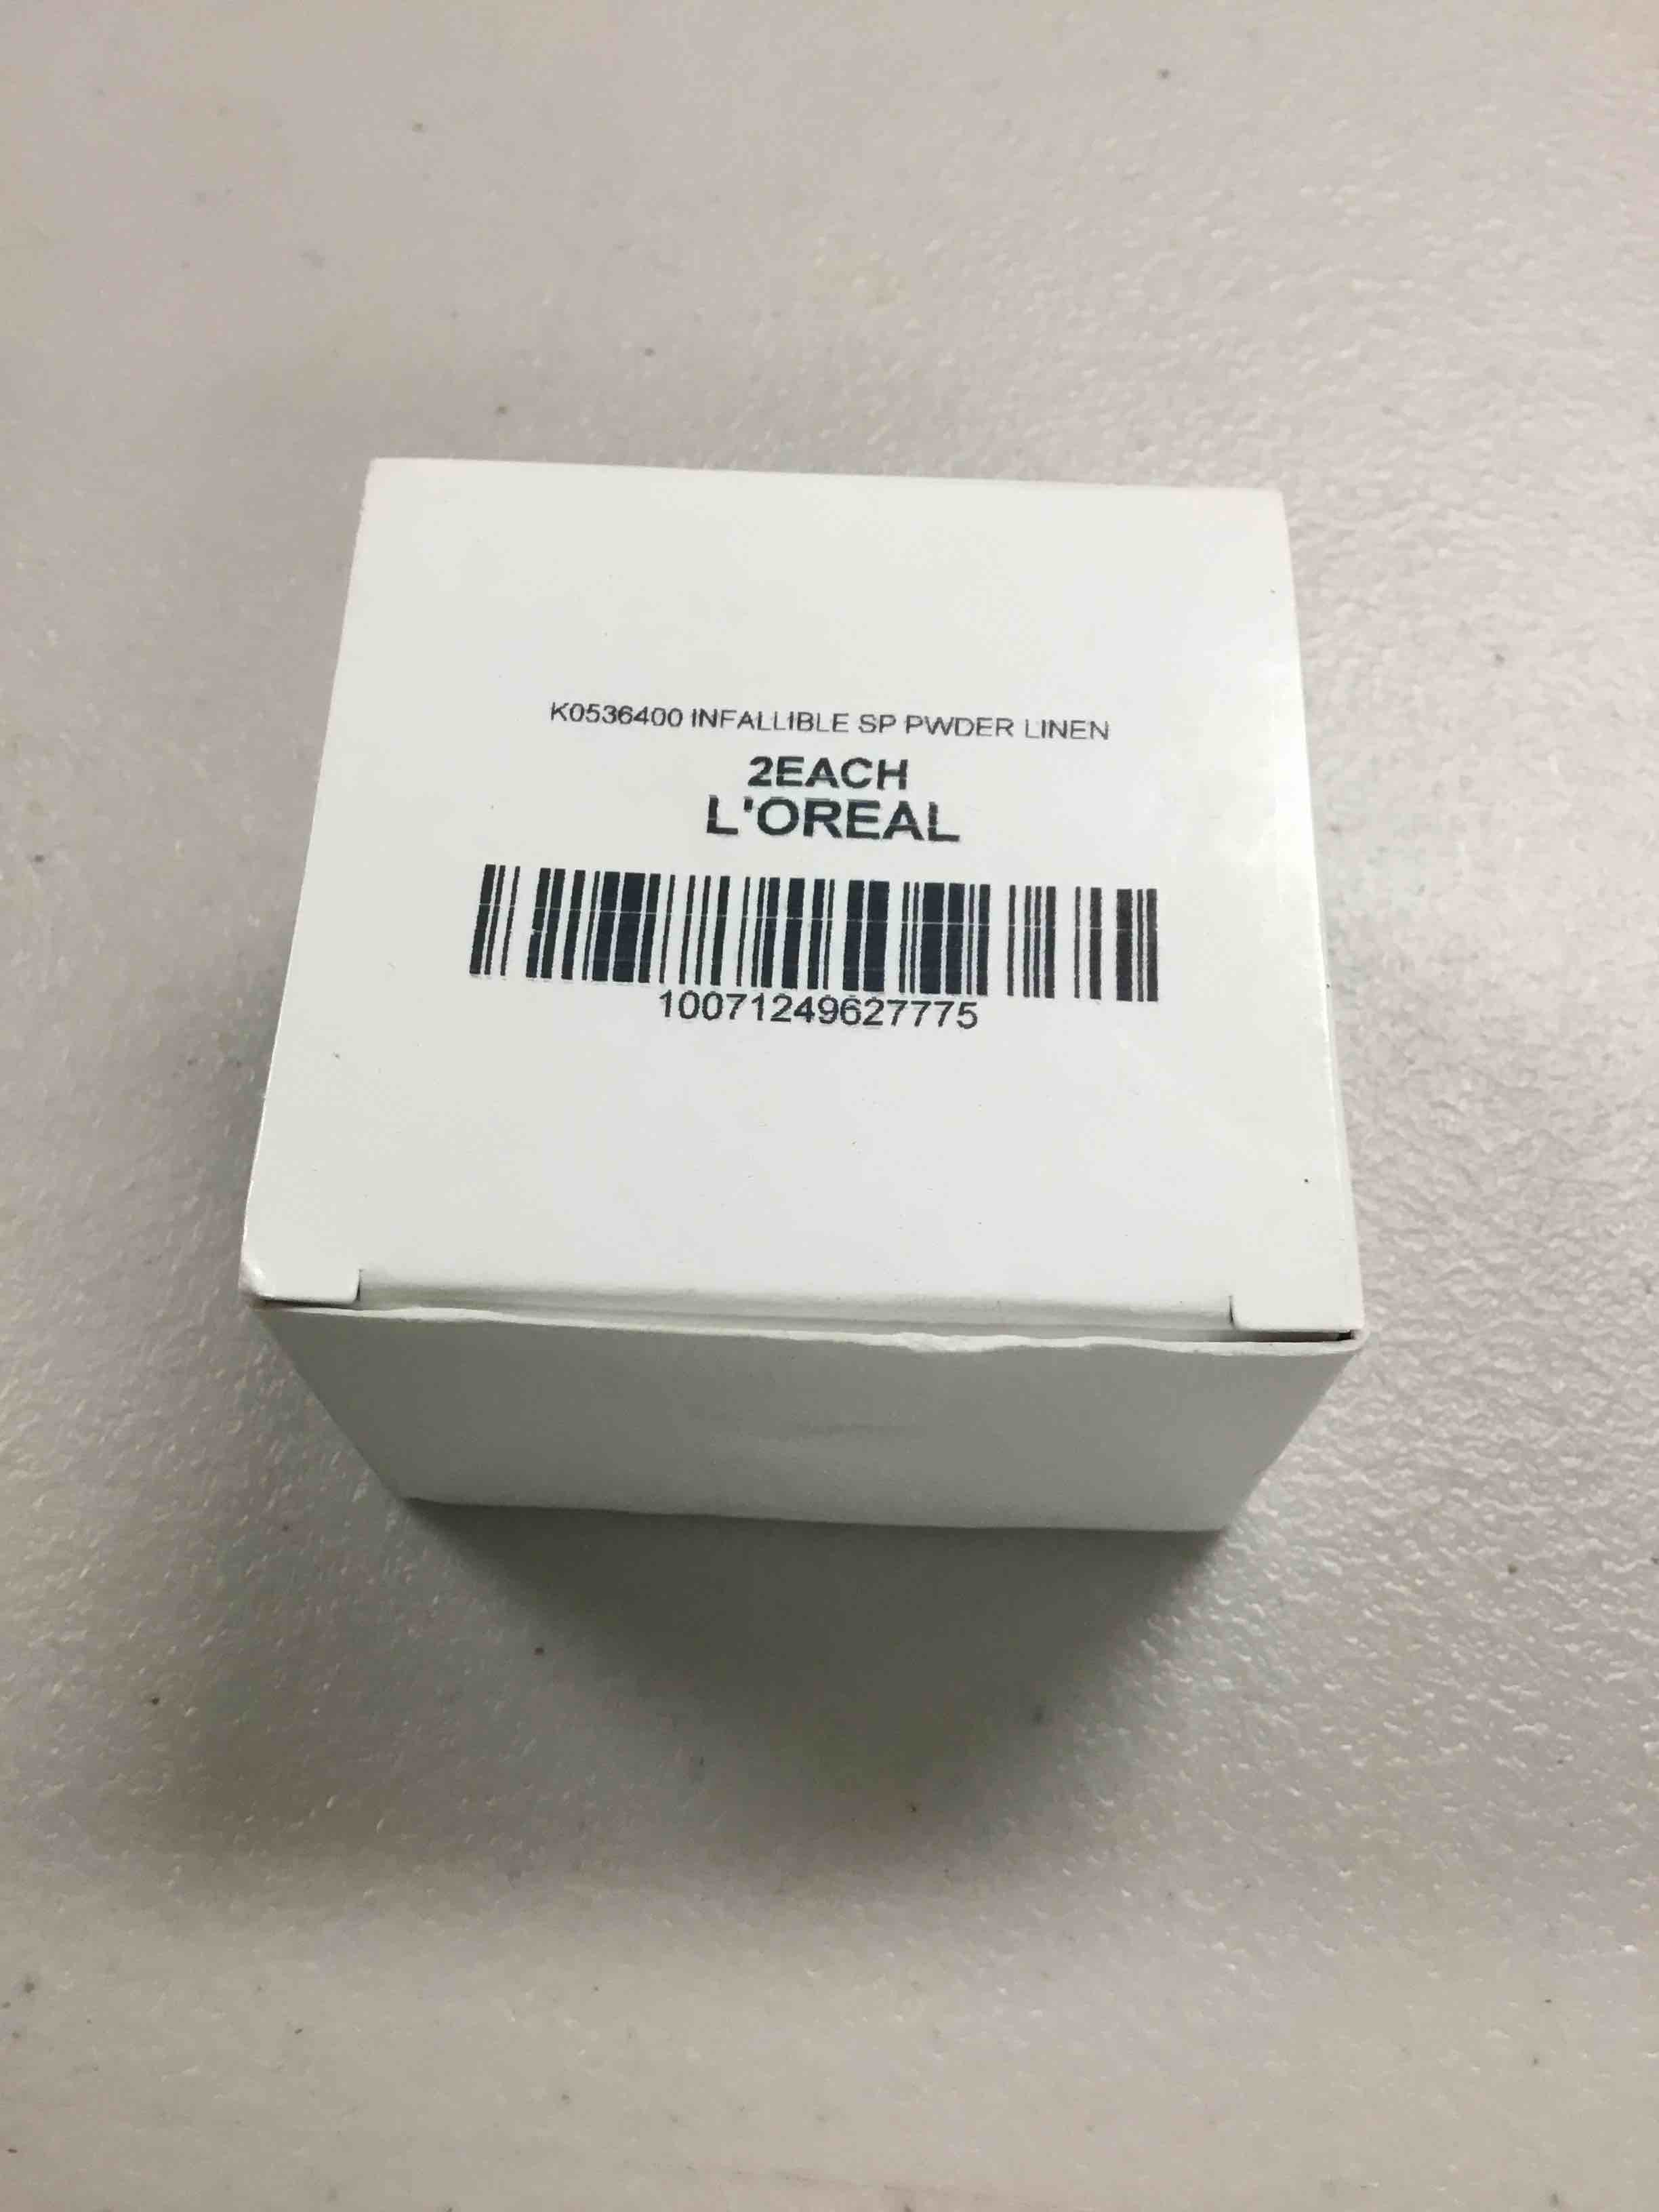 K0536400 INFALLIBLE SP PWDER LINEN
2EACH
L'OREAL
10071249627775